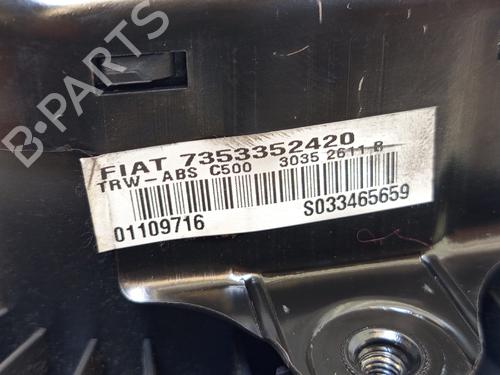 B-PARTS
FIAT 7353352420
TRW-ABS C500 3035 2611 B
01109716 S033465659